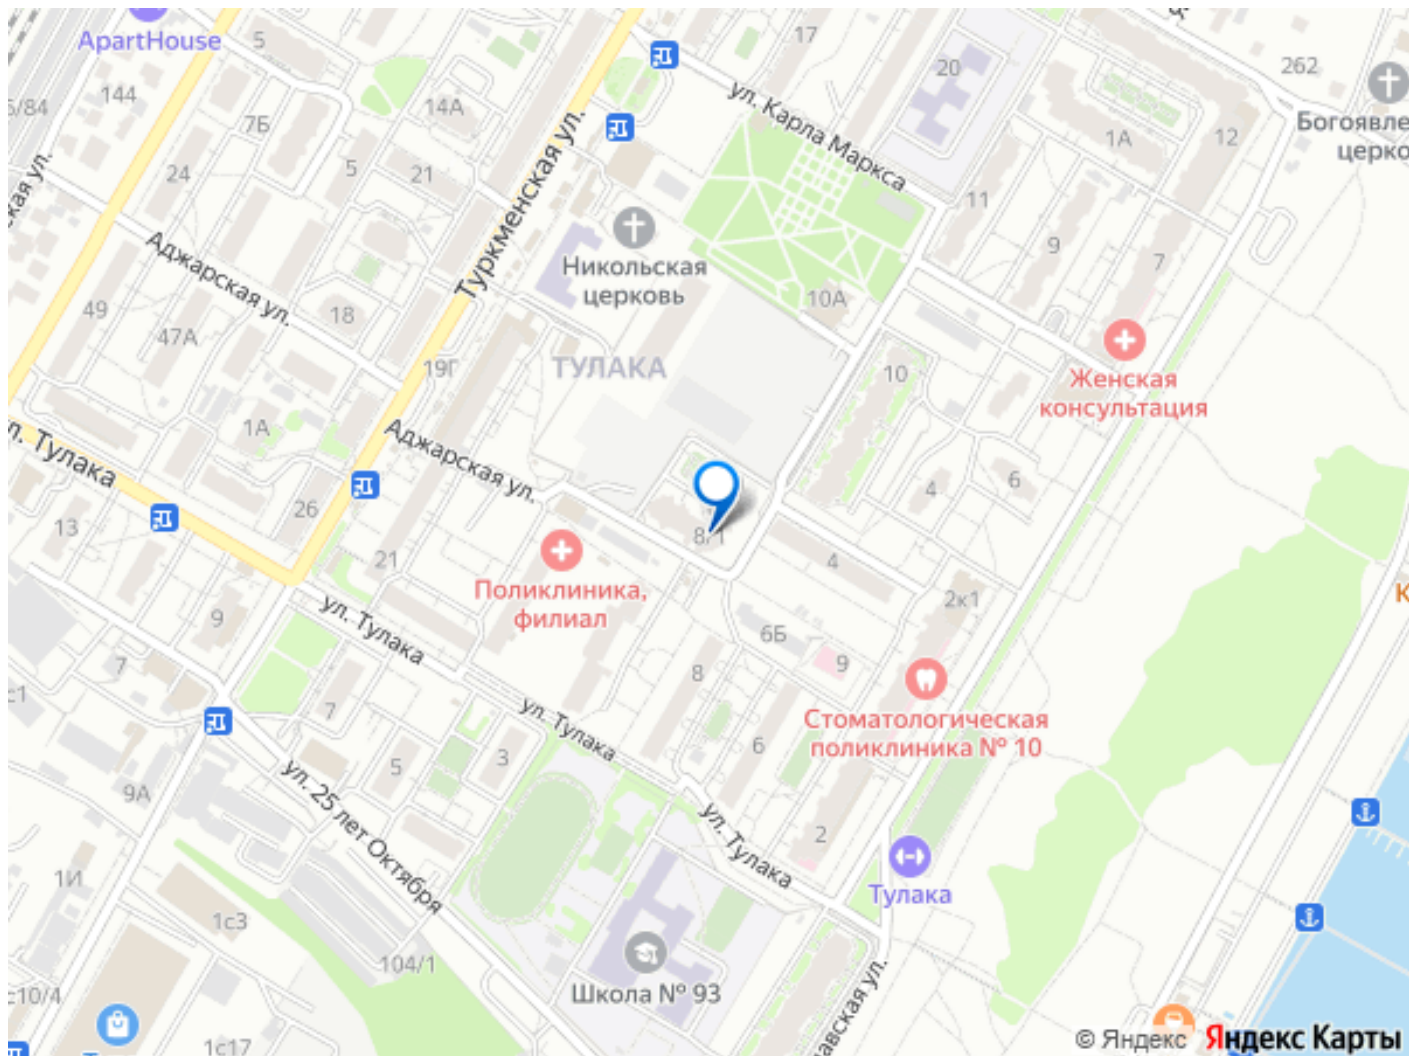 ApartHouse
5
17
20
262
144
14А
7Б
ул. Карла Маркса
1А
12
24
5
21
11
Туркменская ул.
Аджарская ул.
Никольская
церковь
9
7
10А
49
18
47А
19Г
ТУЛАКА
10
Женская
консультация
1А
Аджарская ул.
Тулака
4
6
13
26
8/1
21
4
Поликлиника,
филиал
2к1
9
ул. Тулака
6Б
9
7
8
7
Стоматологическая
поликлиника № 10
ул. Тулака
6
5
3
9А
ул. 25 лет Октября
ул. Тулака
2
Тулака
1И
1с3
104/1
Школа № 93
1с17
© Яндекс Яндекс Карты